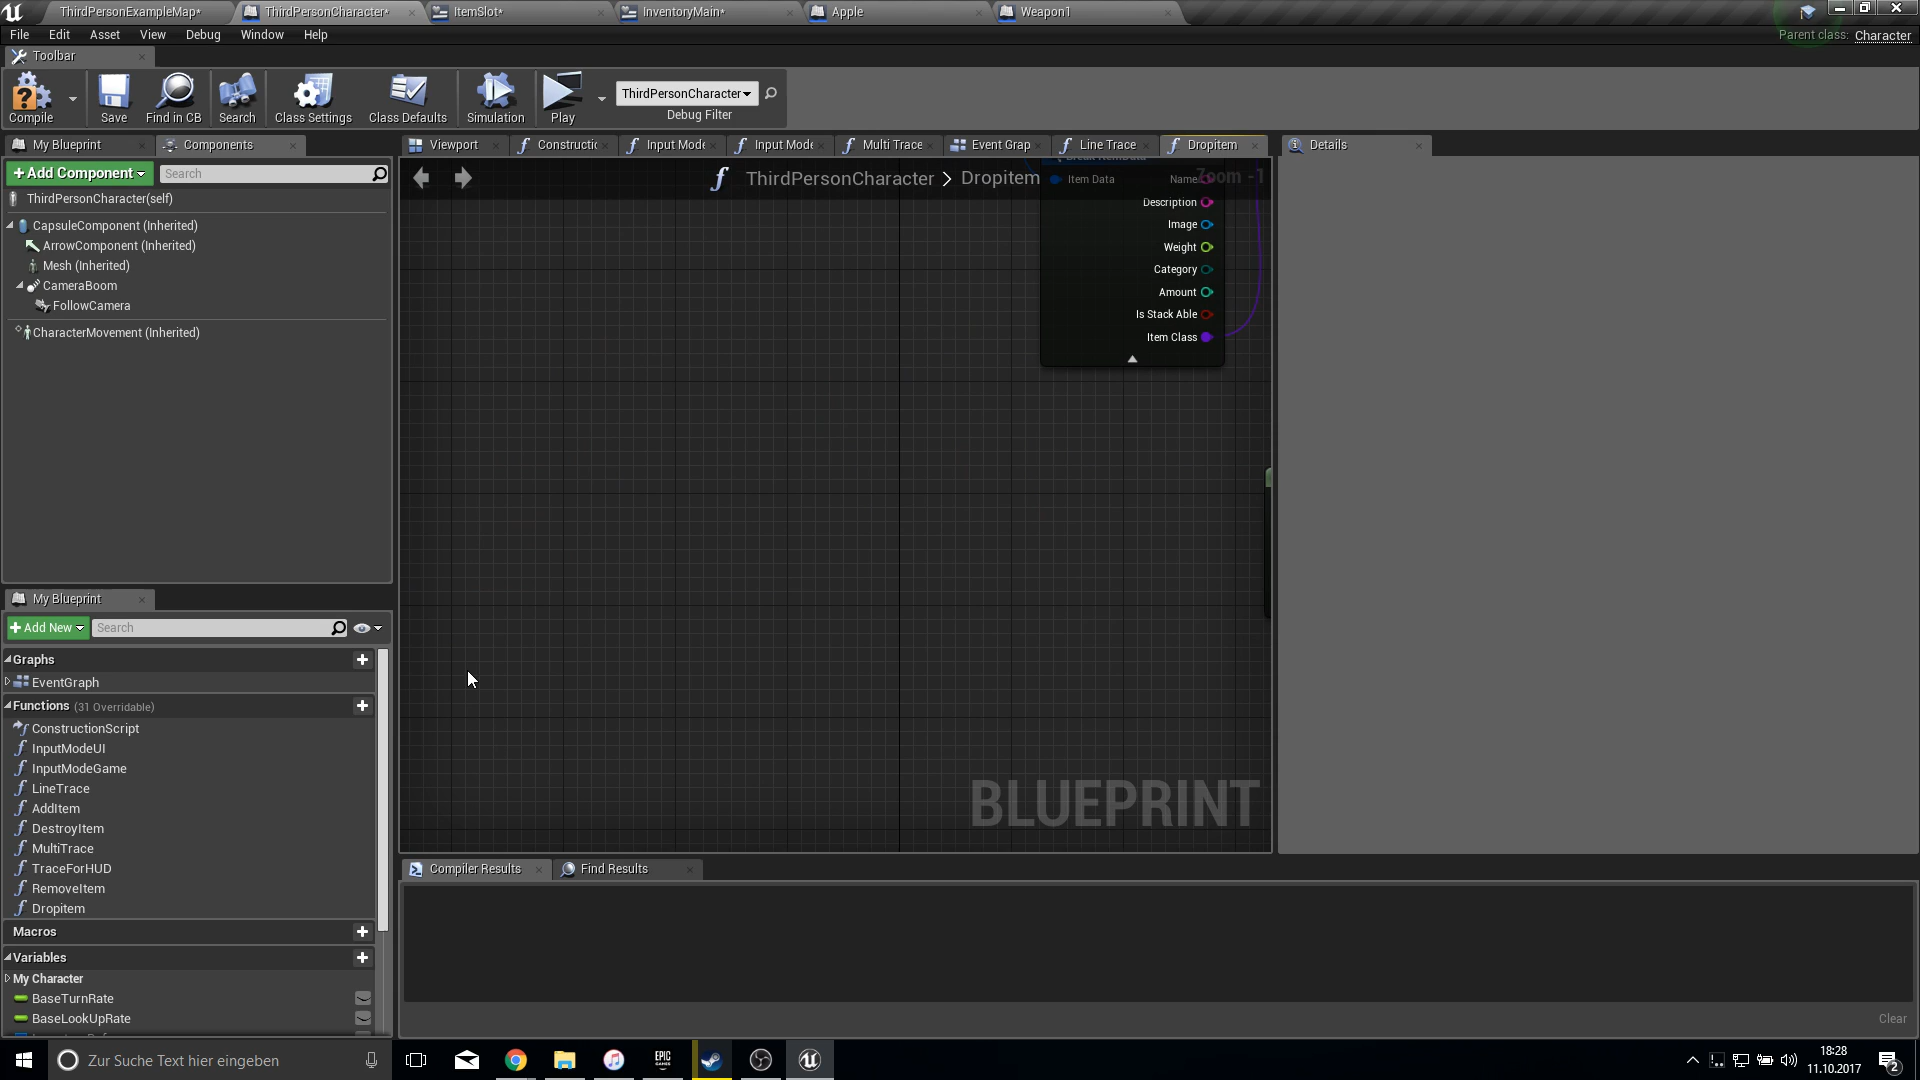 ThirdPersonExampleMap*
ThirdPersonCharacter*
ItemSlot*
InventoryMain*
Apple
Weapon1
File
Edit
Asset
View
Debug
Window
Help
Parent class:
Character
Toolbar
Compile
Save
Find in CB
Search
Class Settings
Class Defaults
Simulation
Play
ThirdPersonCharacter
Debug Filter
My Blueprint
Components
Viewport
Constructic
Input Mode
Input Mode
Multi Trace
Event Grap
Line Trace
Dropitem
Details
+Add Component
Search
ThirdPersonCharacter > Dropitem
Zoom -1
ThirdPersonCharacter(self)
CapsuleComponent (Inherited)
ArrowComponent (Inherited)
Mesh (Inherited)
CameraBoom
FollowCamera
CharacterMovement (Inherited)
Break ItemData
Item Data
Name
Description
Image
Weight
Category
Amount
Is Stack Able
Item Class
BLUEPRINT
My Blueprint
+Add New
Search
Graphs
EventGraph
Functions (31 Overridable)
ConstructionScript
InputModeUI
InputModeGame
LineTrace
AddItem
DestroyItem
MultiTrace
TraceForHUD
RemoveItem
Dropitem
Macros
Variables
My Character
BaseTurnRate
BaseLookUpRate
Compiler Results
Find Results
Clear
Zur Suche Text hier eingeben
EPIC
GAMES
18:28
11.10.2017
2